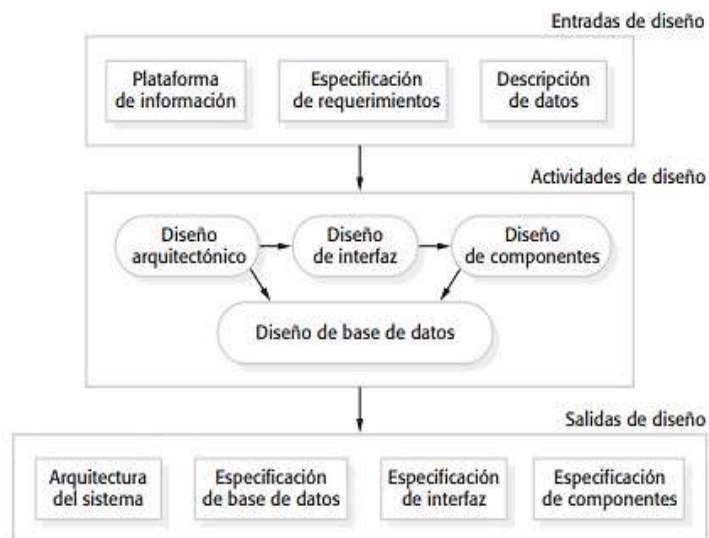 Entradas de diseño
Plataforma
de información
Especificación
de requerimientos
Descripción
de datos
Actividades de diseño
Diseño
arquitectónico
Diseño
de interfaz
Diseño
de componentes
Diseño de base de datos
Salidas de diseño
Arquitectura
del sistema
Especificación
de base de datos
Especificación
de interfaz
Especificación
de componentes